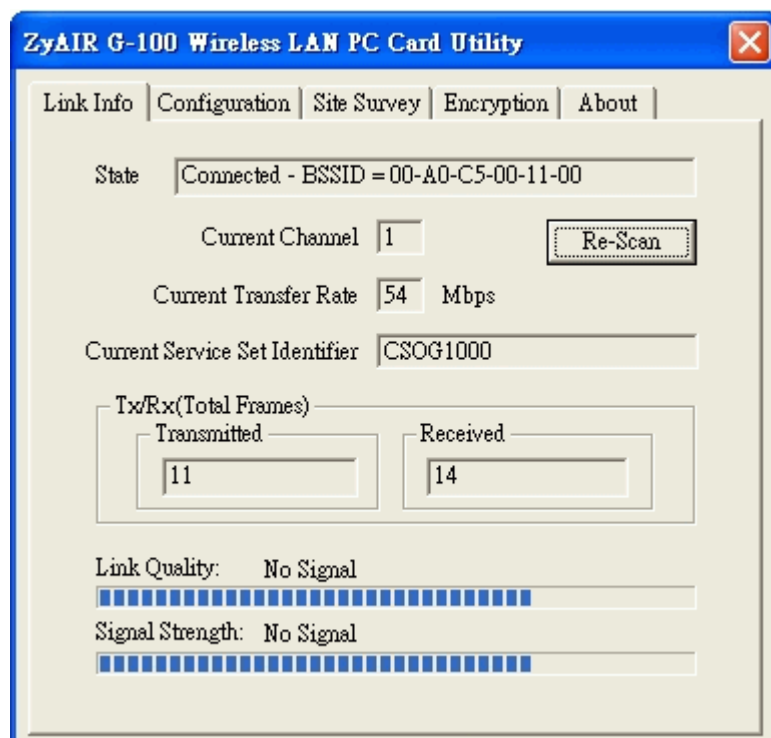 ZyAIR G-100 Wireless LAN PC Card Utility
Link Info Configuration Site Survey Encryption About
State Connected - BSSID = 00-A0-C5-00-11-00
Current Channel 1 Re-Scan
Current Transfer Rate 54 Mbps
Current Service Set Identifier CSOG1000
Tx/Rx(Total Frames)
Transmitted Received
11 14
Link Quality: No Signal
Signal Strength: No Signal